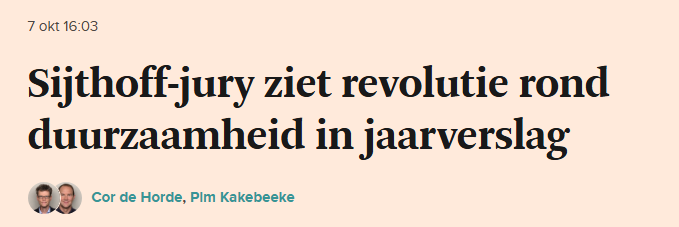 7 okt 16:03
Sijthoff-jury ziet revolutie rond
duurzaamheid in jaarverslag
Cor de Horde, Pim Kakebeeke